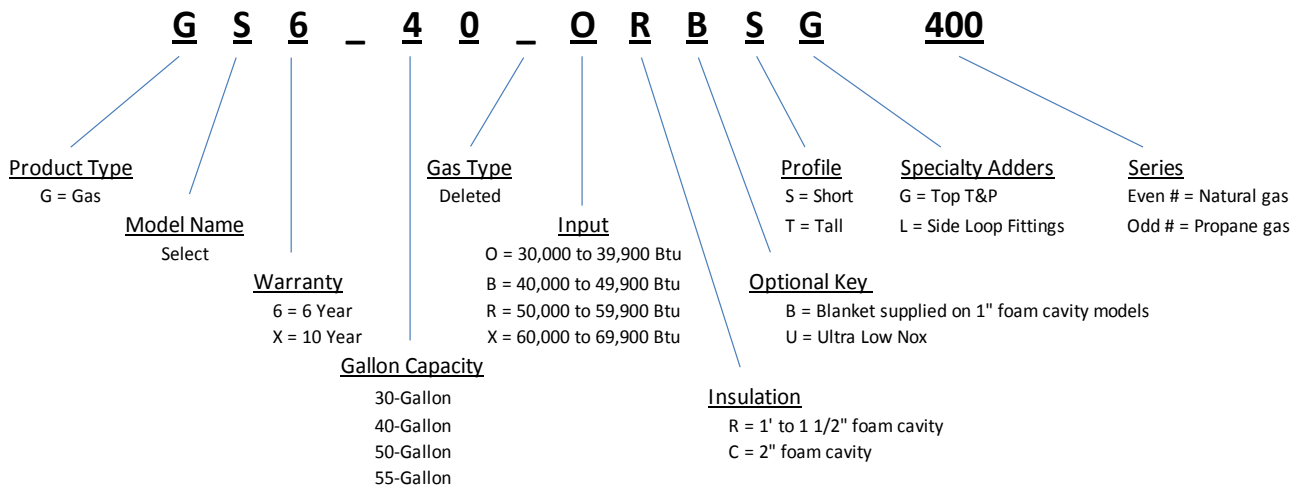 G S 6 _ 4 0 _ O R B S G 400
Product Type
G = Gas
Model Name
Select
Warranty
6 = 6 Year
X = 10 Year
Gallon Capacity
30-Gallon
40-Gallon
50-Gallon
55-Gallon
Gas Type
Deleted
Input
O = 30,000 to 39,900 Btu
B = 40,000 to 49,900 Btu
R = 50,000 to 59,900 Btu
X = 60,000 to 69,900 Btu
Insulation
R = 1' to 1 1/2" foam cavity
C = 2" foam cavity
Optional Key
B = Blanket supplied on 1" foam cavity models
U = Ultra Low Nox
Profile
S = Short
T = Tall
Specialty Adders
G = Top T&P
L = Side Loop Fittings
Series
Even # = Natural gas
Odd # = Propane gas